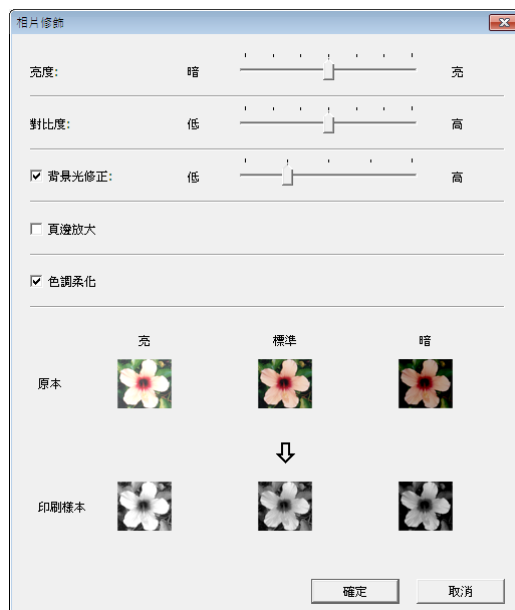 相片修飾
亮度: 暗 亮
對比度: 低 高
背景光修正: 低 高
頁邊放大
色調柔化
亮 標準 暗
原本
印刷樣本
確定 取消